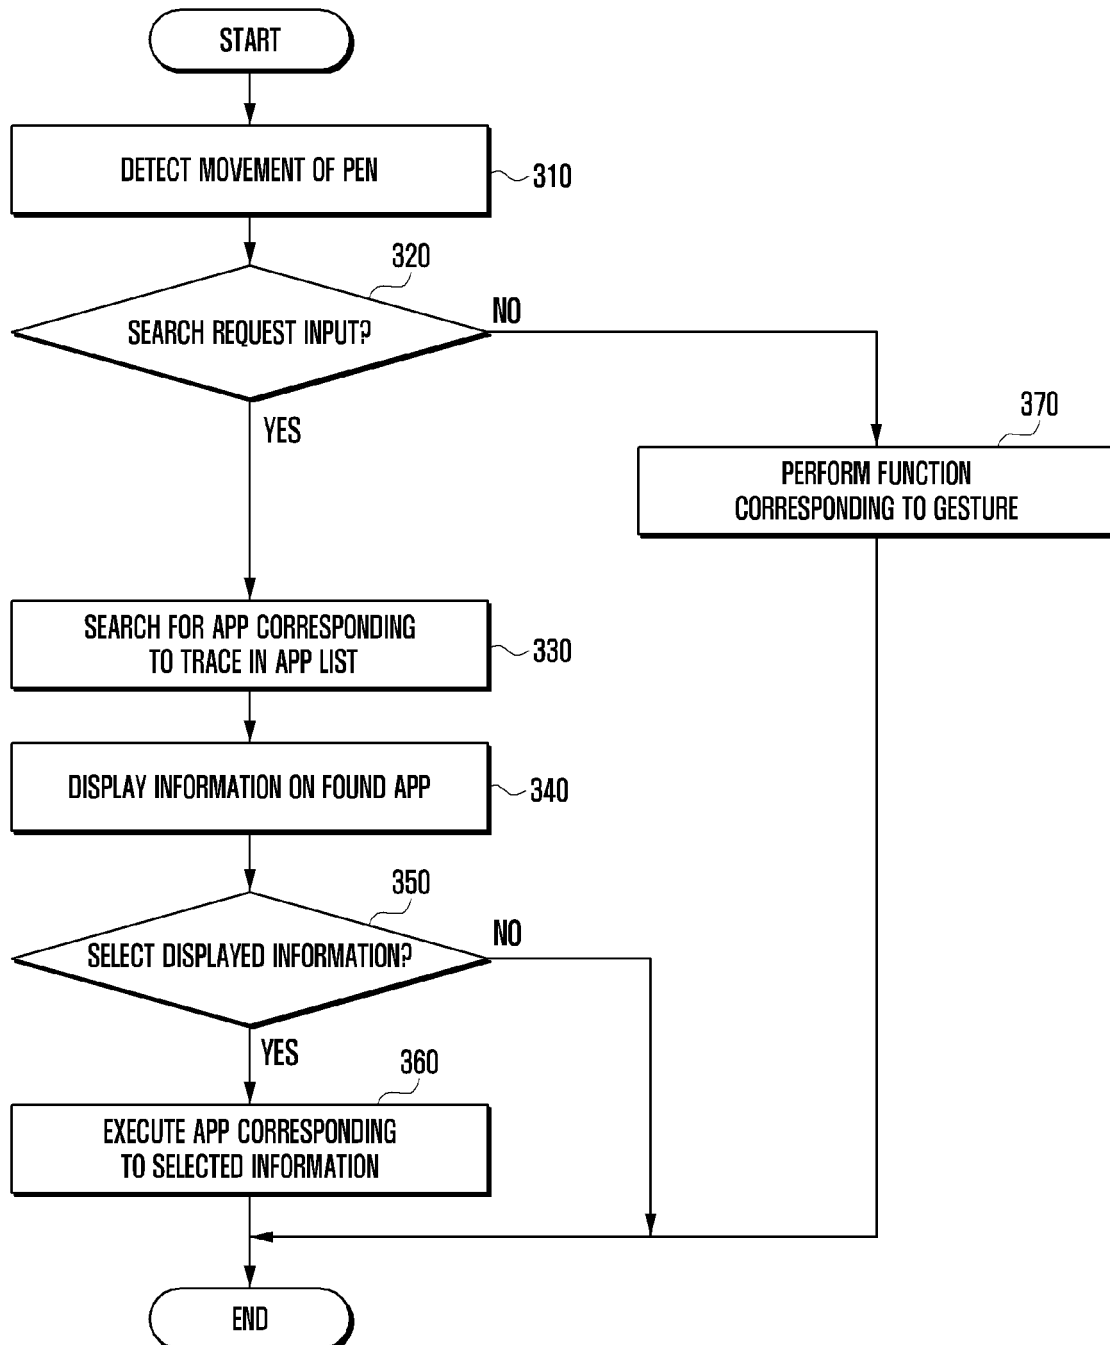 START
DETECT MOVEMENT OF PEN
310
320
SEARCH REQUEST INPUT?
NO
YES
370
PERFORM FUNCTION
CORRESPONDING TO GESTURE
SEARCH FOR APP CORRESPONDING
TO TRACE IN APP LIST
330
DISPLAY INFORMATION ON FOUND APP
340
350
SELECT DISPLAYED INFORMATION?
NO
YES
360
EXECUTE APP CORRESPONDING
TO SELECTED INFORMATION
END